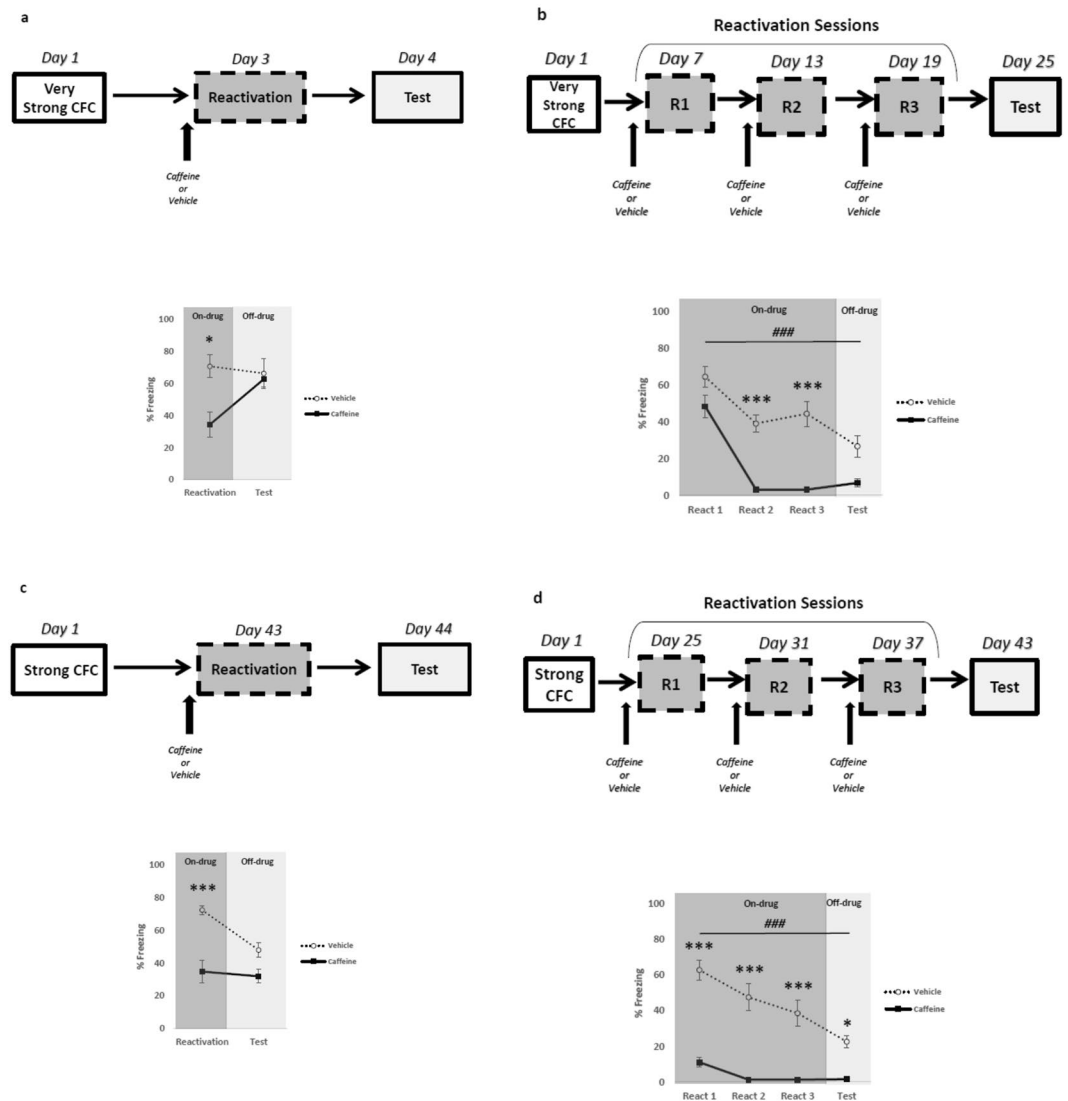 a
Day 1
Day 3
Day 4
Very
Strong CFC
Reactivation
Test
Caffeine
or
Vehicle
100
80
60
40
20
0
% Freezing
On-drug
Off-drug
*
Reactivation
Test
Vehicle
Caffeine
b
Reactivation Sessions
Day 1
Day 7
Day 13
Day 19
Day 25
Very
Strong
CFC
R1
R2
R3
Test
Caffeine
or
Vehicle
Caffeine
or
Vehicle
Caffeine
or
Vehicle
100
80
60
40
20
0
% Freezing
On-drug
Off-drug
###
***
***
React 1
React 2
React 3
Test
Vehicle
Caffeine
c
Day 1
Day 43
Day 44
Strong CFC
Reactivation
Test
Caffeine
or
Vehicle
100
80
60
40
20
0
% Freezing
On-drug
Off-drug
***
Reactivation
Test
Vehicle
Caffeine
d
Reactivation Sessions
Day 1
Day 25
Day 31
Day 37
Day 43
Strong
CFC
R1
R2
R3
Test
Caffeine
or
Vehicle
Caffeine
or
Vehicle
Caffeine
or
Vehicle
100
80
60
40
20
0
% Freezing
On-drug
Off-drug
###
***
***
***
*
React 1
React 2
React 3
Test
Vehicle
Caffeine